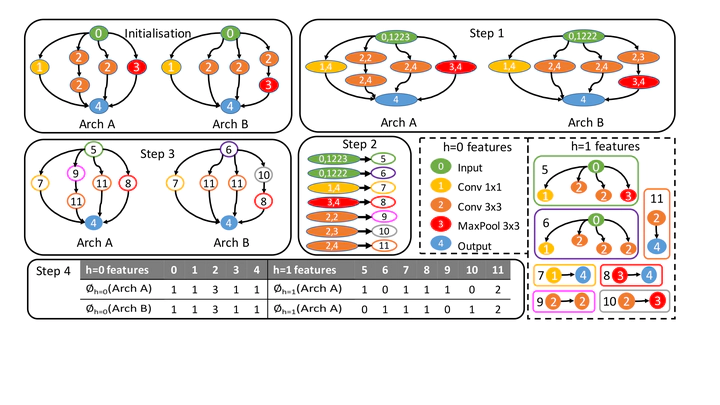 Initialisation
0
0
1
2
2
3
2
4
Arch A
1
2
2
2
3
4
Arch B
Step 1
0,1223
1,4
2,2
2,4
2,4
3,4
4
Arch A
0,1222
1,4
2,4
2,4
2,3
3,4
4
Arch B
Step 3
5
7
9
11
11
8
4
Arch A
6
7
11
11
10
8
4
Arch B
Step 2
0,1223 5
0,1222 6
1,4 7
3,4 8
2,2 9
2,3 10
2,4 11
h=0 features
0 Input
1 Conv 1x1
2 Conv 3x3
3 MaxPool 3x3
4 Output
h=1 features
5 0
1 2 2 3
6 0
1 2 2 2
11
2
4
7 1 4
8 3 4
9 2 2
10 2 3
Step 4
h=0 features 0 1 2 3 4 h=1 features 5 6 7 8 9 10 11
Øh=0(Arch A) 1 1 3 1 1 Øh=1(Arch A) 1 0 1 1 1 0 2
Øh=0(Arch B) 1 1 3 1 1 Øh=1(Arch A) 0 1 1 1 0 1 2